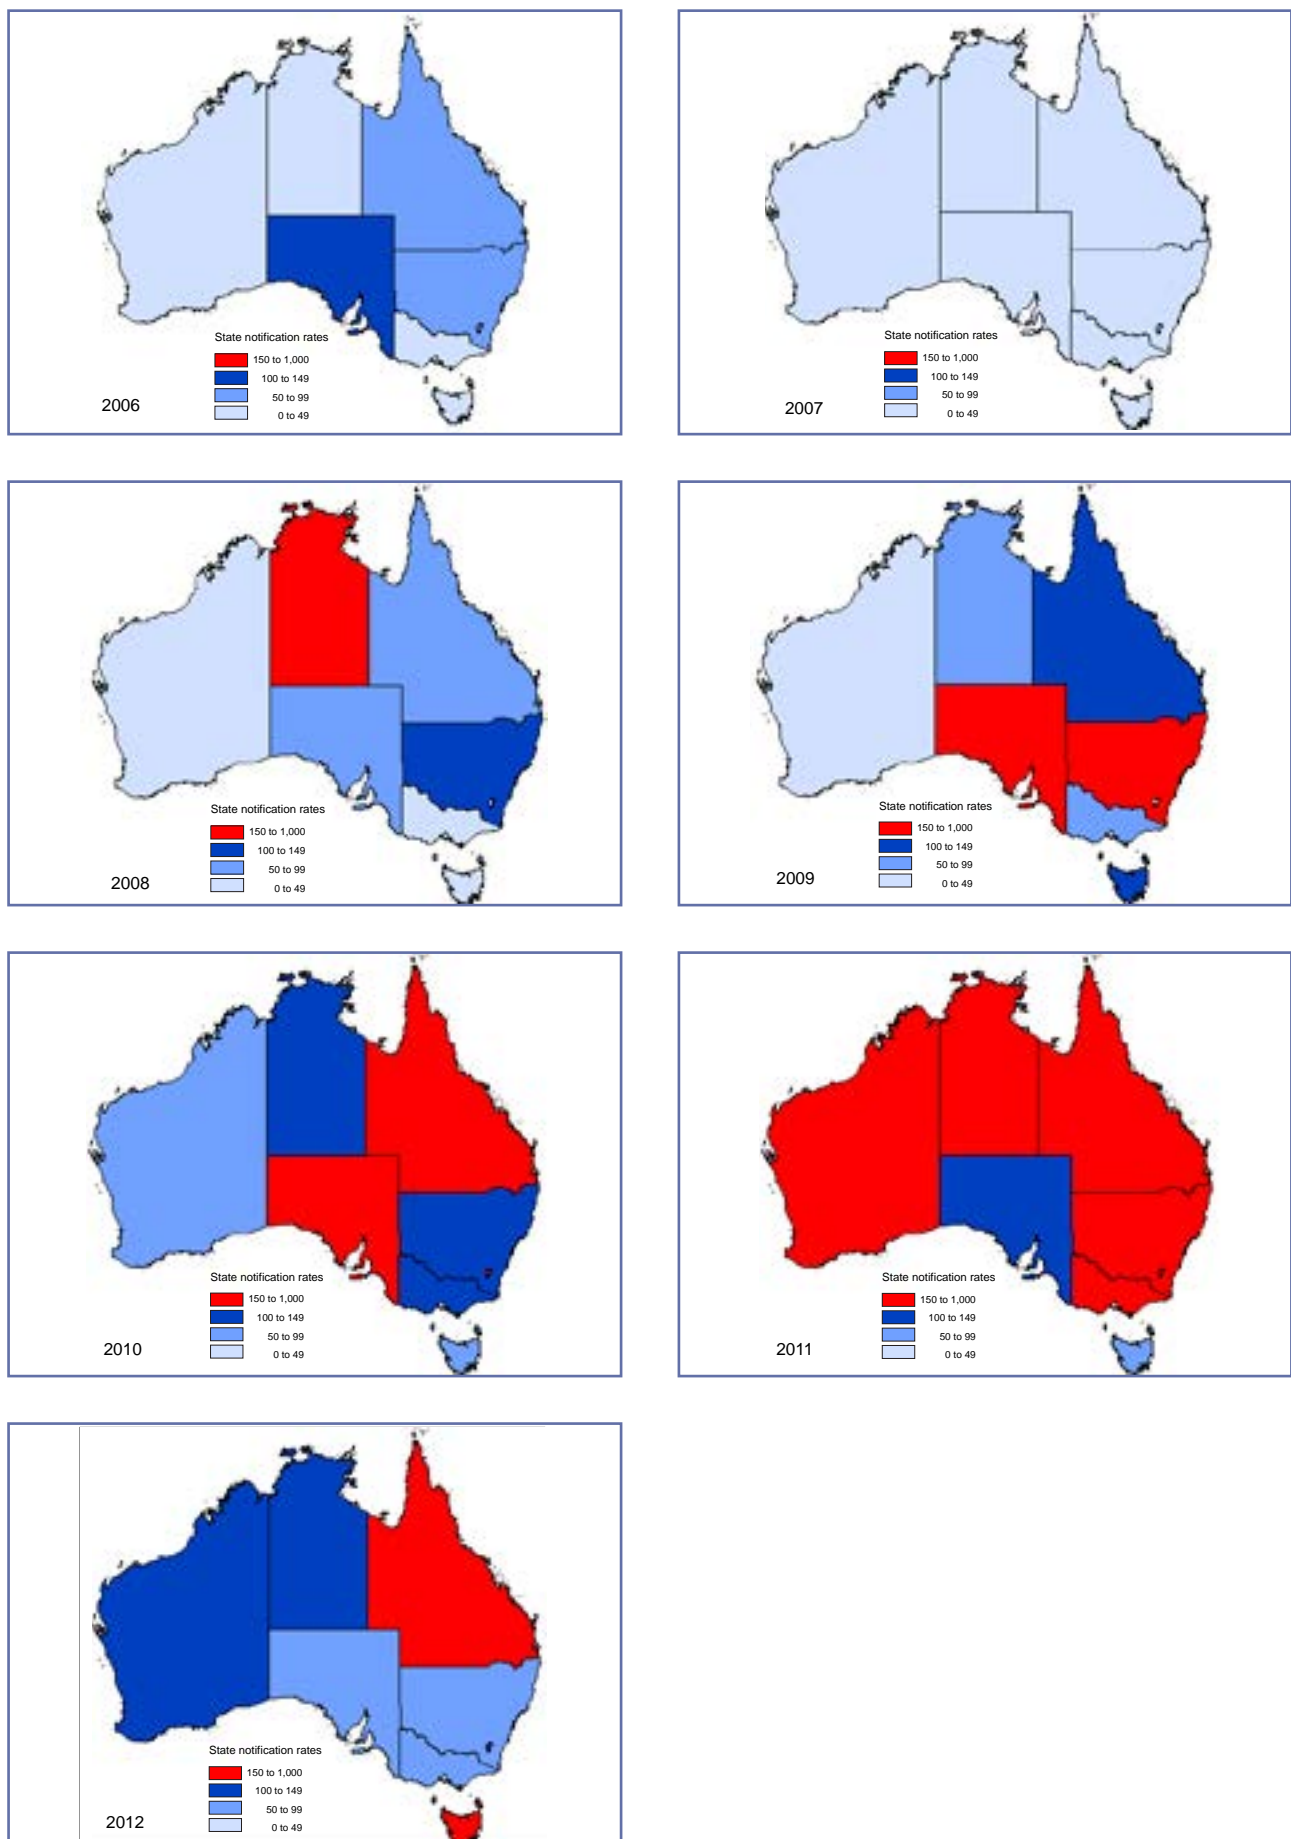 State notification rates
150 to 1,000
100 to 149
50 to 99
0 to 49
2006
State notification rates
150 to 1,000
100 to 149
50 to 99
0 to 49
2007
State notification rates
150 to 1,000
100 to 149
50 to 99
0 to 49
2008
State notification rates
150 to 1,000
100 to 149
50 to 99
0 to 49
2009
State notification rates
150 to 1,000
100 to 149
50 to 99
0 to 49
2010
State notification rates
150 to 1,000
100 to 149
50 to 99
0 to 49
2011
State notification rates
150 to 1,000
100 to 149
50 to 99
0 to 49
2012